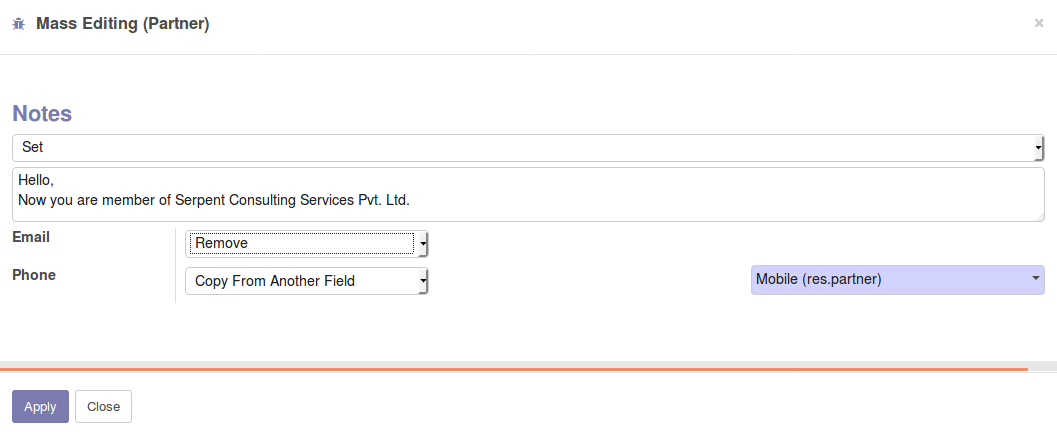 Mass Editing (Partner)
×
Notes
Set
Hello,
Now you are member of Serpent Consulting Services Pvt. Ltd.
Email
Remove
Phone
Copy From Another Field
Mobile (res.partner)
Apply
Close